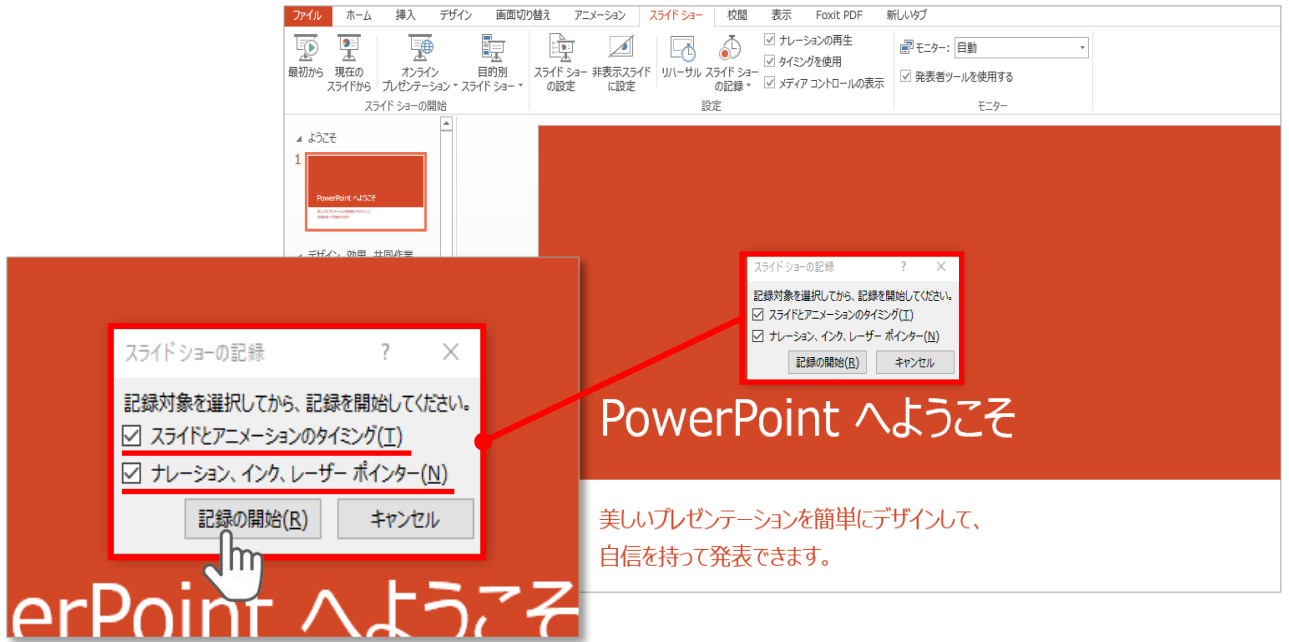 ファイル ホーム 挿入 デザイン 画面切り替え アニメーション スライド ショー 校閲 表示 Foxit PDF 新しいタブ
最初から 現在の スライドから オンライン プレゼンテーション 目的別 スライド ショー
スライド ショー の設定 非表示スライド に設定 リハーサル スライド ショー の記録
ナレーションの再生
タイミングを使用
メディア コントロールの表示
モニター: 自動
発表者ツールを使用する
スライド ショーの開始 設定 モニター
ようこそ
1
PowerPoint へようこそ
デザイン、効果、共同作業
スライド ショーの記録 ? ×
記録対象を選択してから、記録を開始してください。
スライドとアニメーションのタイミング(T)
ナレーション、インク、レーザー ポインター(N)
記録の開始(R) キャンセル
PowerPoint へようこそ
美しいプレゼンテーションを簡単にデザインして、
自信を持って発表できます。
スライド ショーの記録 ? ×
記録対象を選択してから、記録を開始してください。
スライドとアニメーションのタイミング(T)
ナレーション、インク、レーザー ポインター(N)
記録の開始(R) キャンセル
erPoint へようこそ